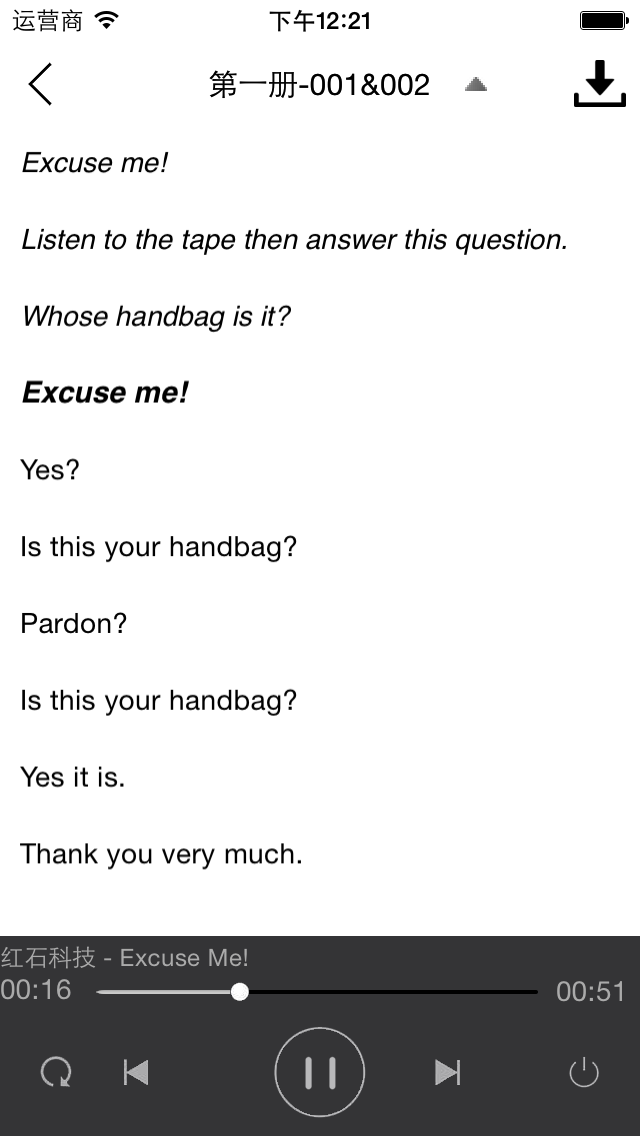 运营商 下午12:21
第一册-001&002
Excuse me!
Listen to the tape then answer this question.
Whose handbag is it?
Excuse me!
Yes?
Is this your handbag?
Pardon?
Is this your handbag?
Yes it is.
Thank you very much.
红石科技 - Excuse Me!
00:16 00:51